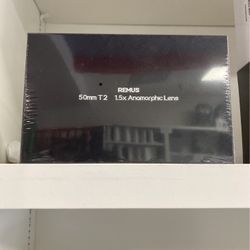 REMUS
50mm T2 1.5x Anamorphic Lens